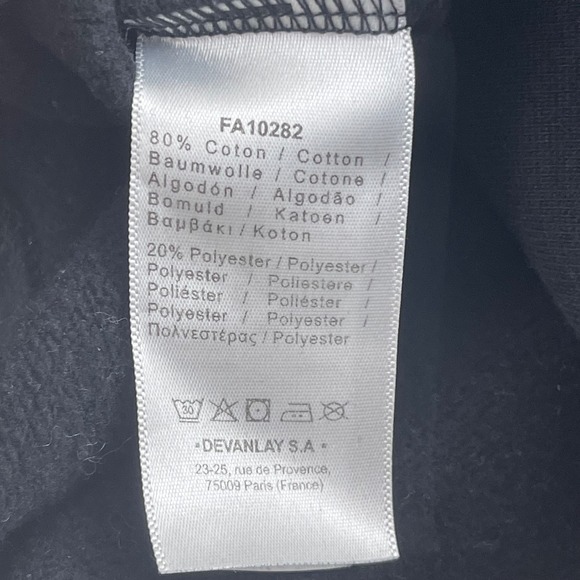 FA10282
80% Coton / Cotton /
Baumwolle / Cotone /
Algodón / Algodão /
Bomuld / Katoen /
Βαμβάκι / Koton
20% Polyester / Polyester /
Polyester / Poliestere /
Poliéster / Poliéster /
Polyester / Polyester /
Πολνεστέρας / Polyester
30
DEVANLAY S.A
23-25, rue de Provence,
75009 Paris (France)